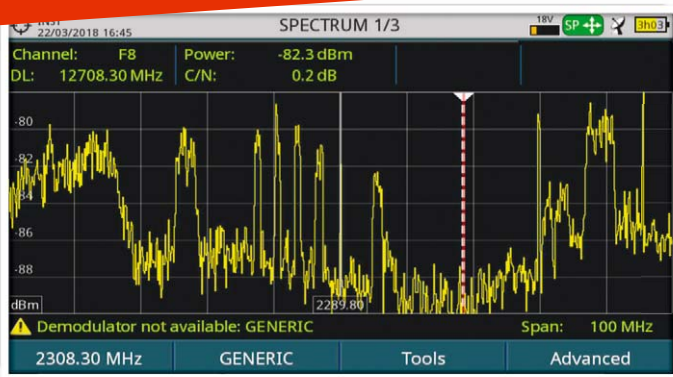 22/03/2018 16:45
SPECTRUM 1/3
18V
SP
3h03
Channel: F8 Power: -82.3 dBm
DL: 12708.30 MHz C/N: 0.2 dB
-80
-82
-84
-86
-88
dBm
2289.80
Demodulator not available: GENERIC Span: 100 MHz
2308.30 MHz GENERIC Tools Advanced